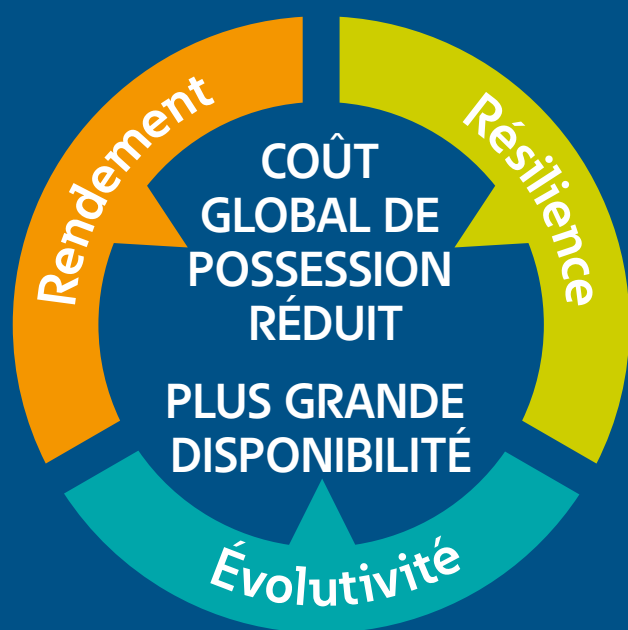 Rendement
Résilience
COÛT
GLOBAL DE
POSSESSION
RÉDUIT
PLUS GRANDE
DISPONIBILITÉ
Évolutivité